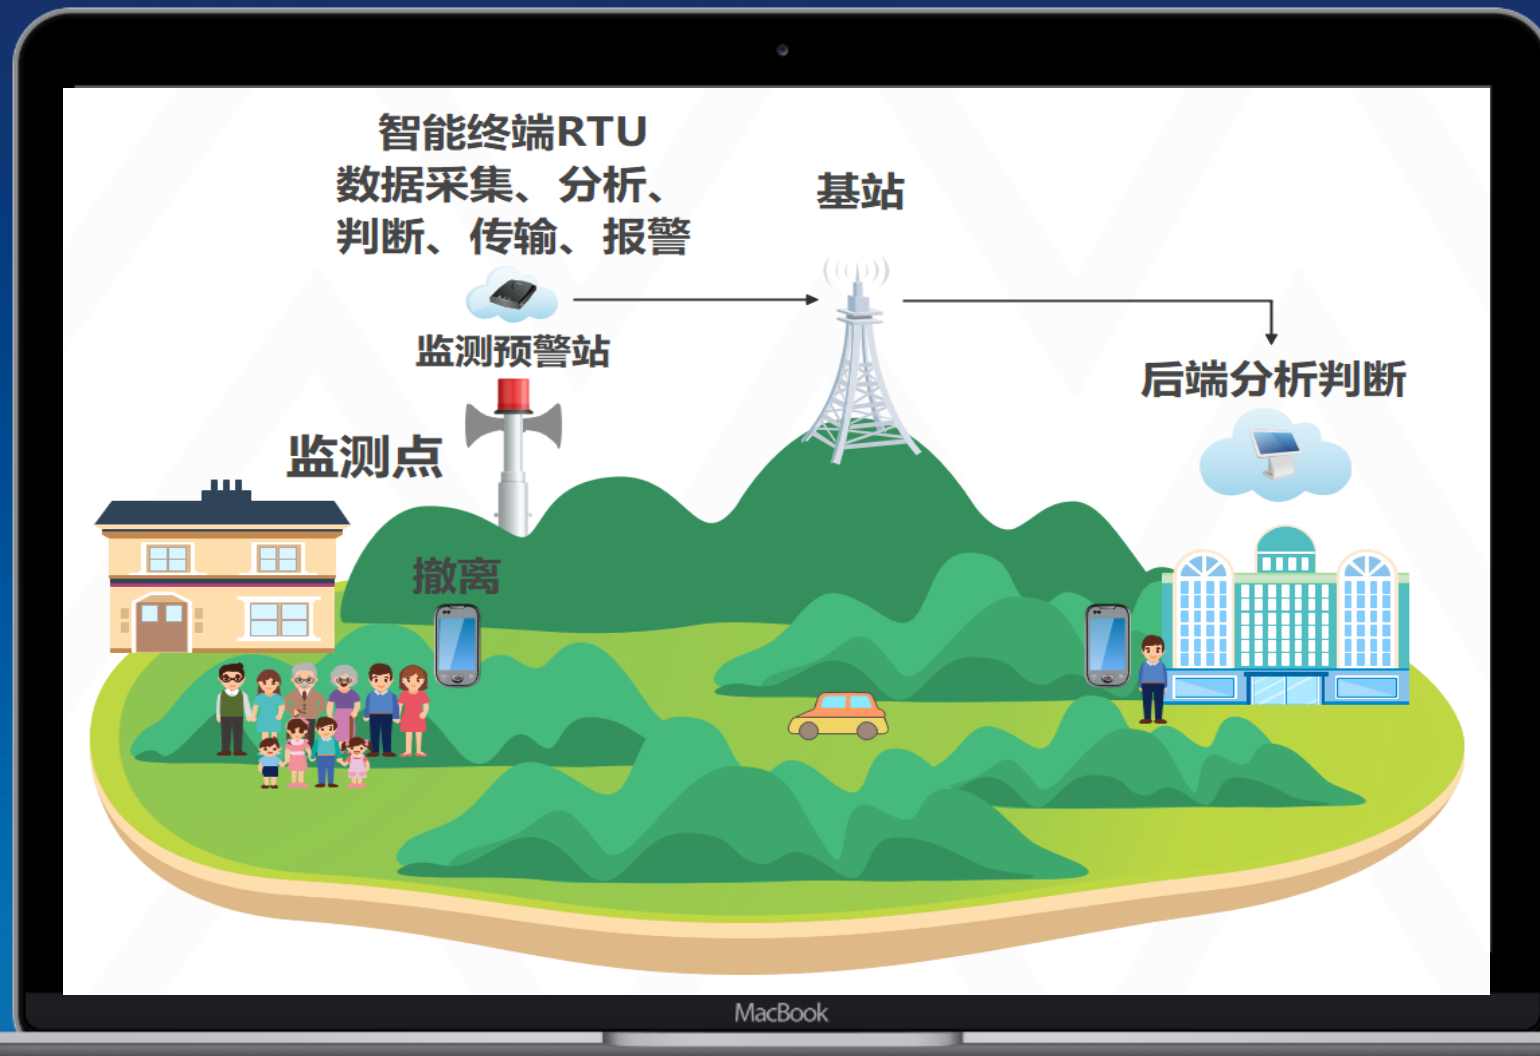 智能终端RTU
数据采集、分析、
判断、传输、报警
基站
监测预警站
后端分析判断
监测点
撤离
MacBook